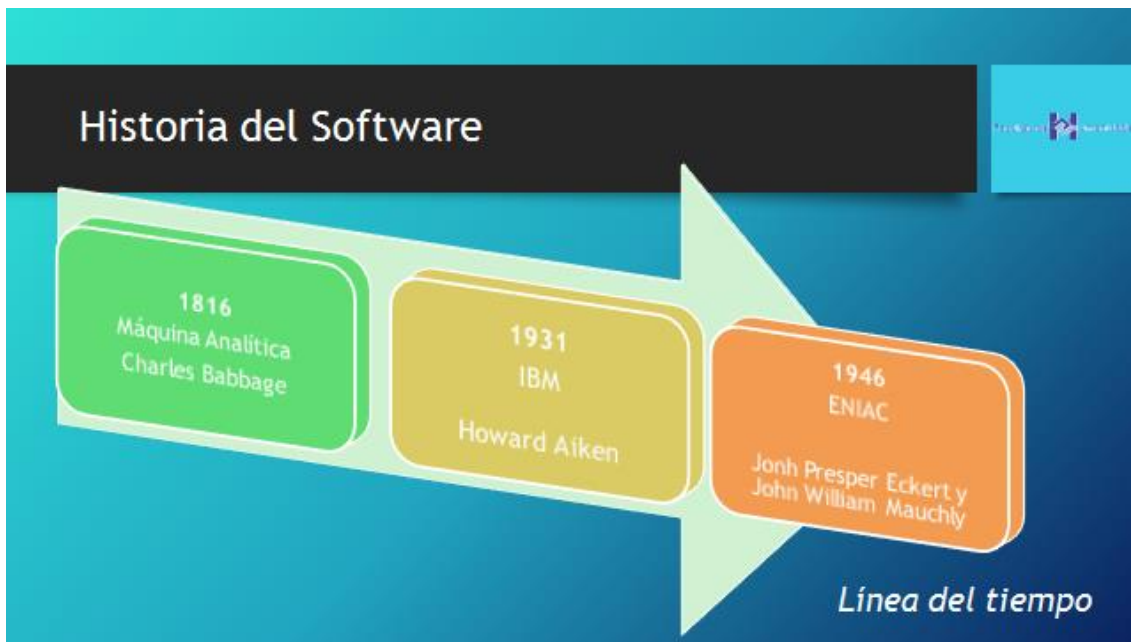 Historia del Software
1816
Máquina Analítica
Charles Babbage
1931
IBM
Howard Aiken
1946
ENIAC
Jonh Presper Eckert y
John William Mauchly
Línea del tiempo